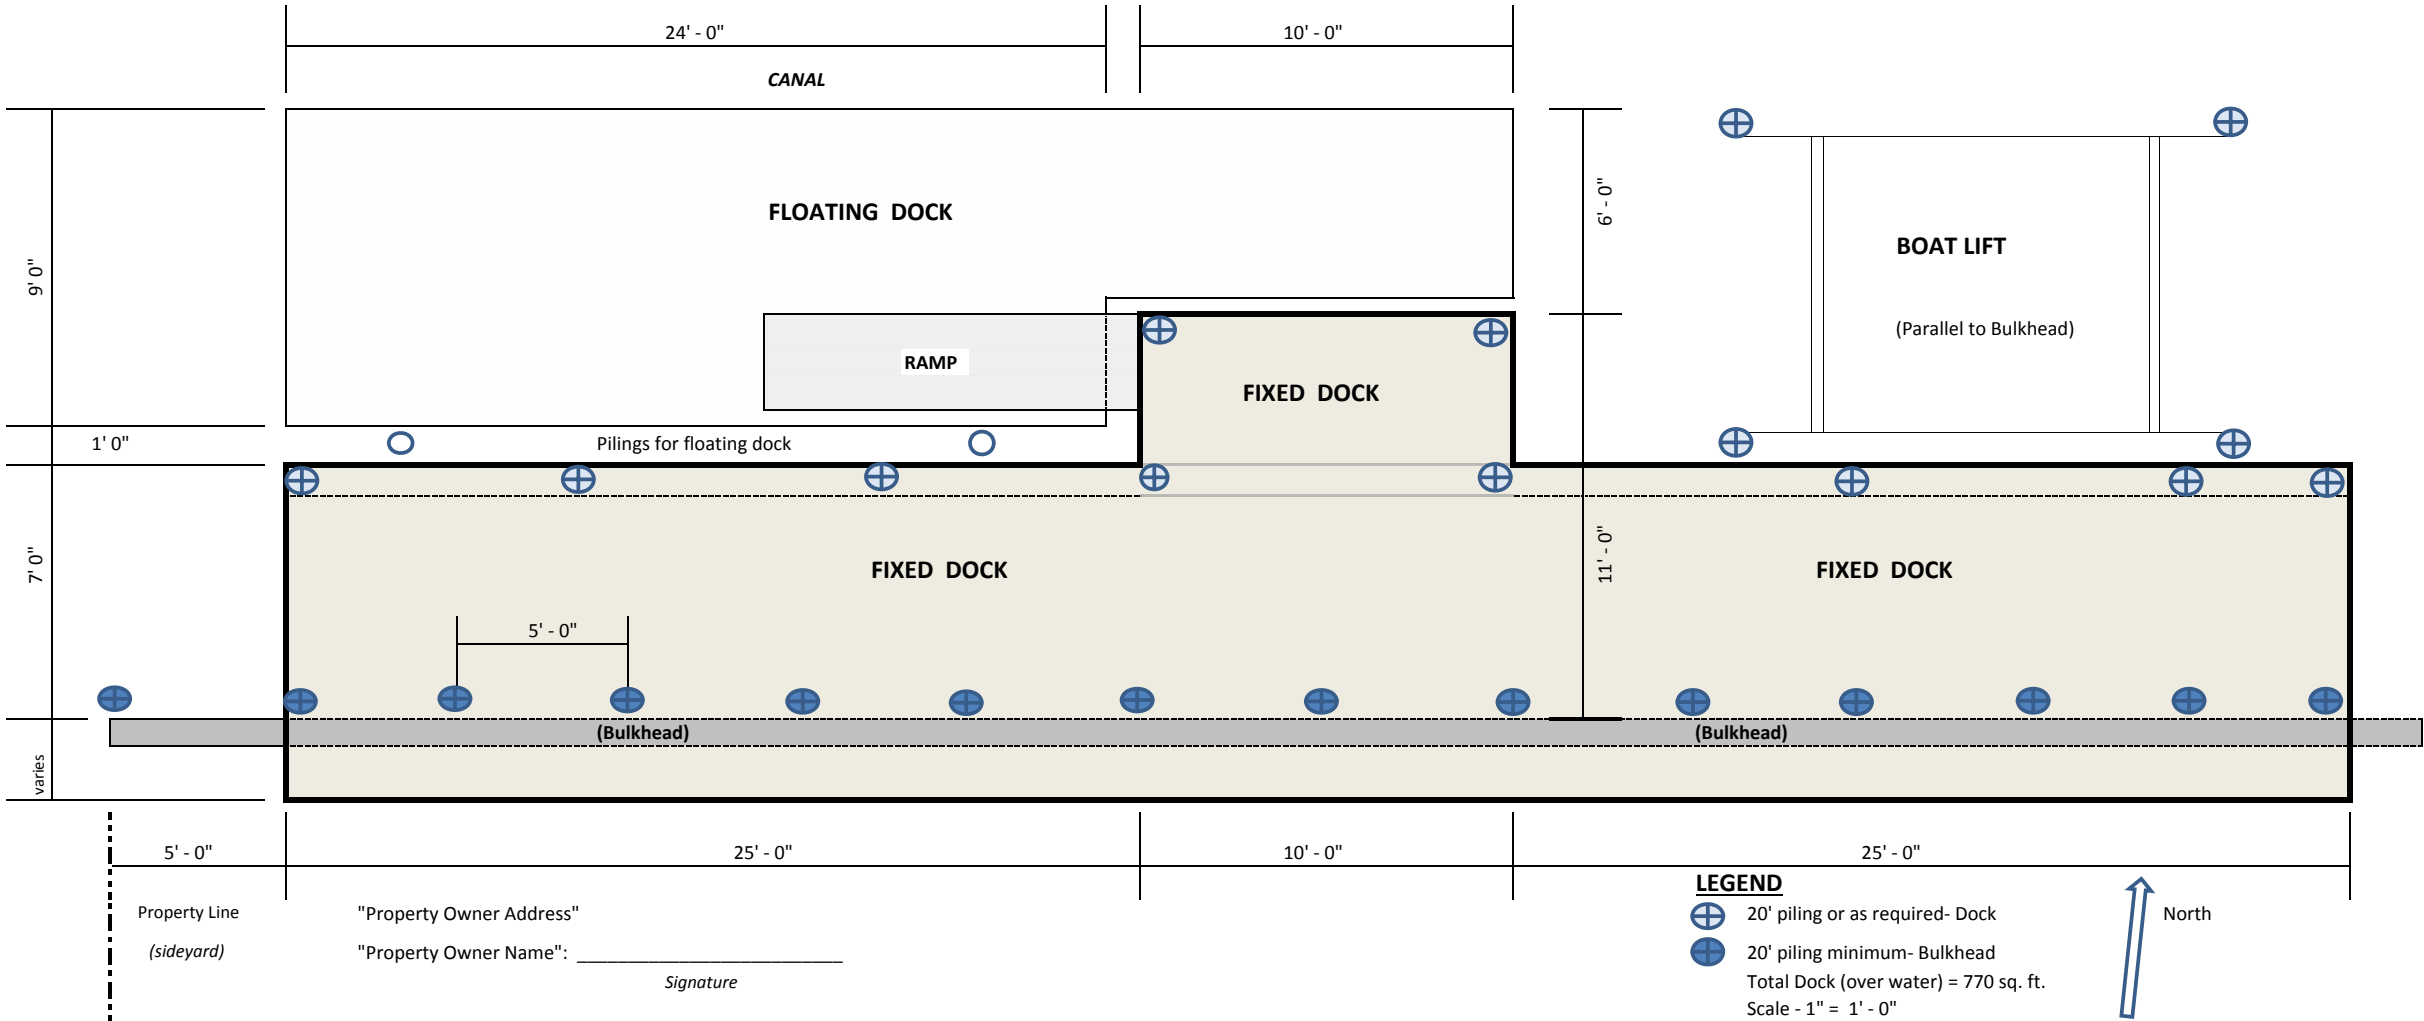 24' - 0"
10' - 0"
CANAL
6' - 0"
FLOATING DOCK
BOAT LIFT
9' 0"
(Parallel to Bulkhead)
RAMP
FIXED DOCK
1' 0"
Pilings for floating dock
11' - 0"
7' 0"
FIXED DOCK
FIXED DOCK
5' - 0"
(Bulkhead)
(Bulkhead)
varies
5' - 0"
25' - 0"
10' - 0"
25' - 0"
Property Line
(sideyard)
"Property Owner Address"
"Property Owner Name": __________________________
Signature
LEGEND
20' piling or as required- Dock
20' piling minimum- Bulkhead
Total Dock (over water) = 770 sq. ft.
Scale - 1" = 1' - 0"
North